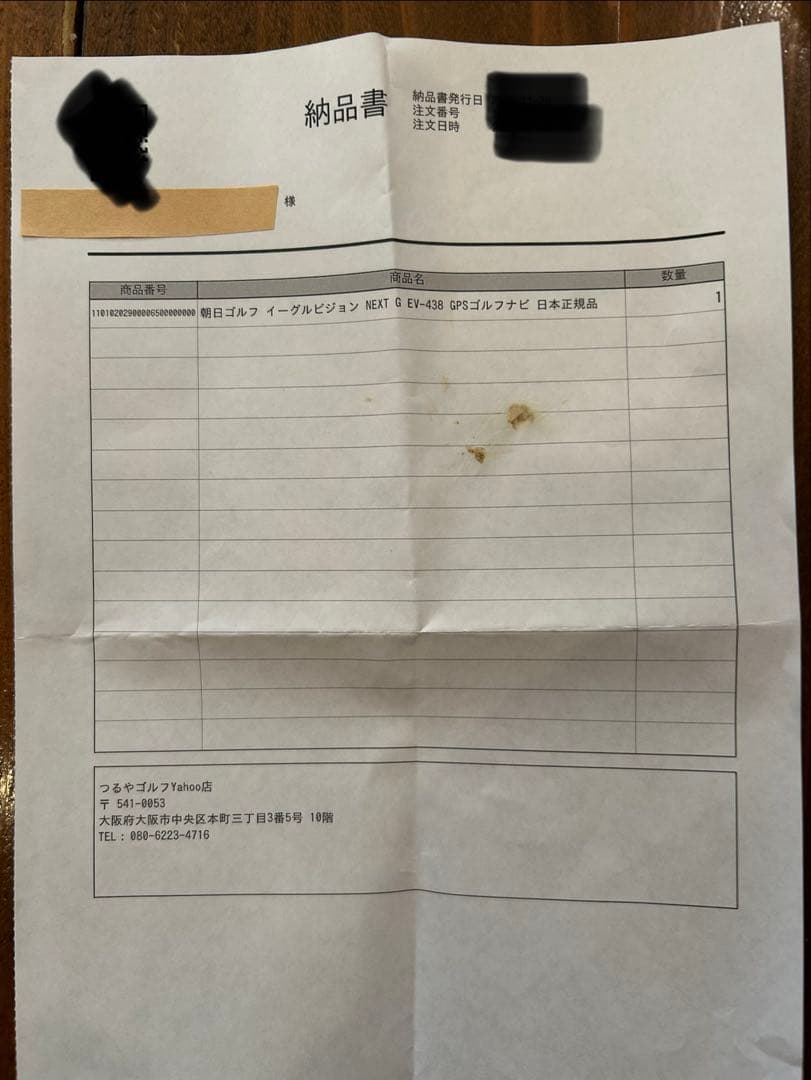 納品書
納品書発行日
注文番号
注文日時
様
商品番号 商品名 数量
11010202900006500000000 朝日ゴルフ イーグルビジョン NEXT G EV-438 GPSゴルフナビ 日本正規品 1
つるやゴルフYahoo店
〒 541-0053
大阪府大阪市中央区本町三丁目3番5号 10階
TEL : 080-6223-4716